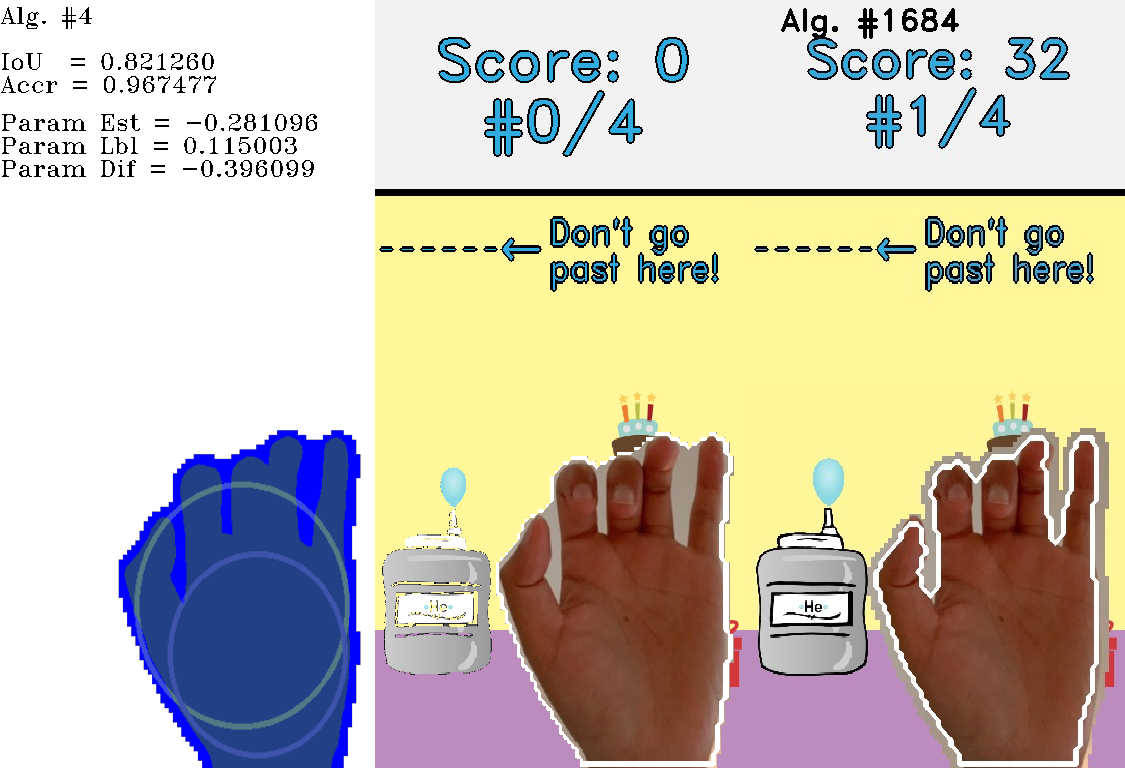 Alg. #4
IoU = 0.821260
Accr = 0.967477
Param Est = −0.281096
Param Lbl = 0.115003
Param Dif = −0.396099
Score: 0
#0/4
Don't go
past here!
He
Alg. #1684
Score: 32
#1/4
Don't go
past here!
He